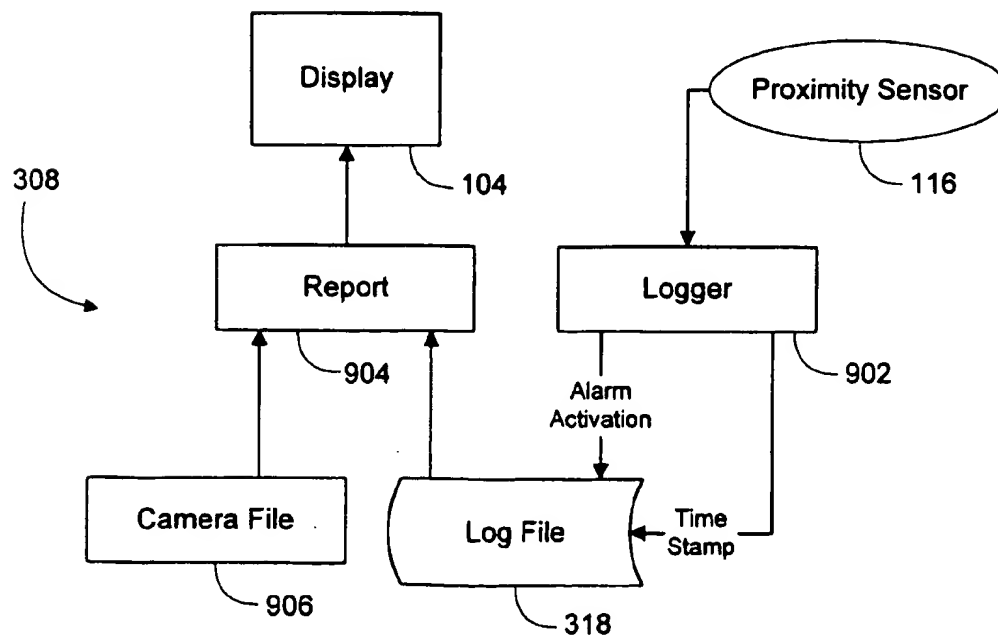 Display
Proximity Sensor
308
104
116
Report
Logger
904
902
Alarm
Activation
Camera File
Log File
Time
Stamp
906
318